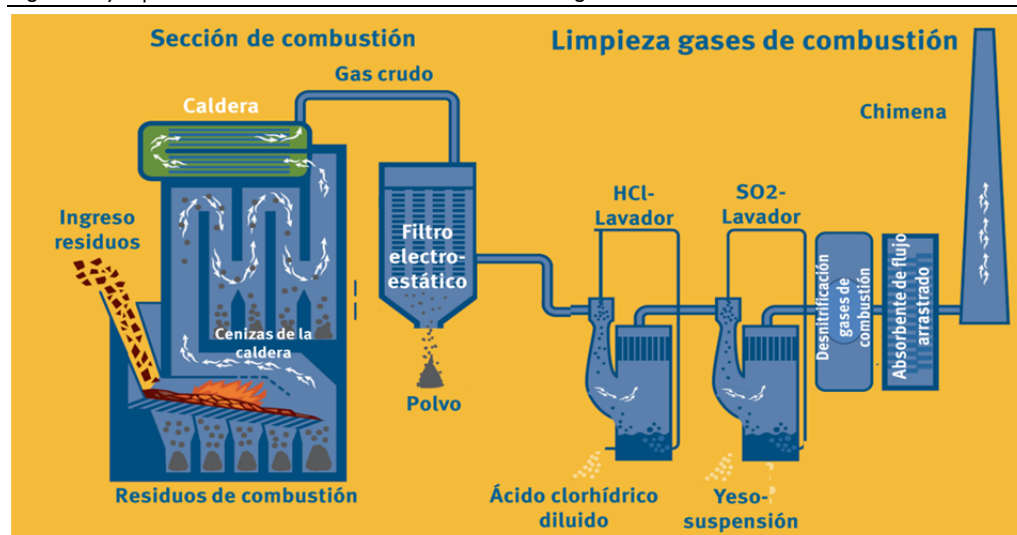 Sección de combustión
Limpieza gases de combustión
Gas crudo
Caldera
Chimena
Ingreso
residuos
HCl-
Lavador
SO2-
Lavador
Filtro
electro-
estático
Desnitrificación
gases de
combustión
Absorbente de flujo
arrastrado
Cenizas de la
caldera
Polvo
Residuos de combustión
Ácido clorhídrico
diluido
Yeso-
suspensión